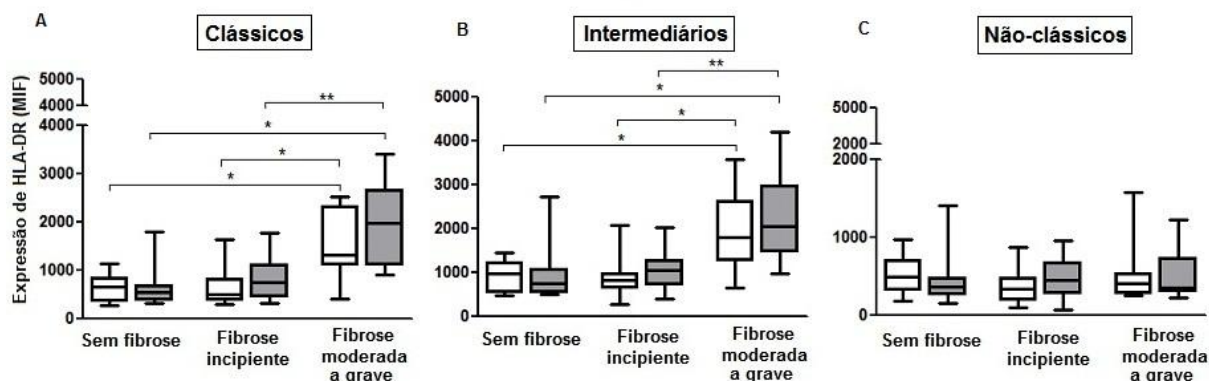 A
Clássicos
Expressão de HLA-DR (MIF)
5000
4000
4000
3000
2000
1000
0
**
*
*
*
Sem fibrose
Fibrose
incipiente
Fibrose
moderada
a grave
B
Intermediários
5000
4000
3000
2000
1000
0
**
*
*
*
Sem fibrose
Fibrose
incipiente
Fibrose
moderada
a grave
C
Não-clássicos
5000
2000
2000
1000
0
Sem fibrose
Fibrose
incipiente
Fibrose
moderada
a grave